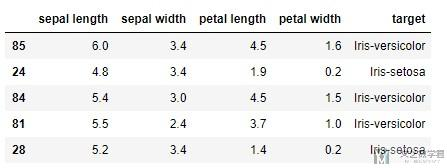 sepal length sepal width petal length petal width target
85 6.0 3.4 4.5 1.6 Iris-versicolor
24 4.8 3.4 1.9 0.2 Iris-setosa
84 5.4 3.0 4.5 1.5 Iris-versicolor
81 5.5 2.4 3.7 1.0 Iris-versicolor
28 5.2 3.4 1.4 0.2 Iris-setosa